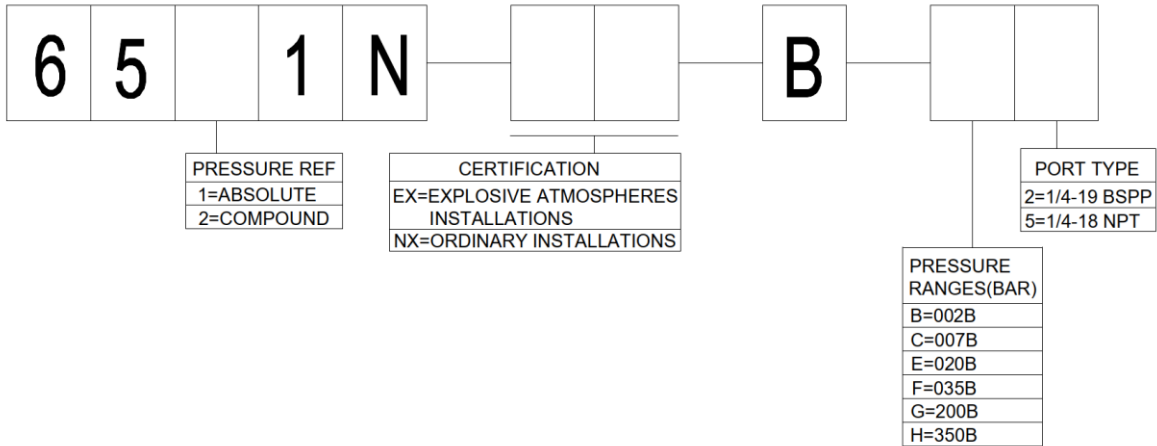 6 5 1 N B
PRESSURE REF
1=ABSOLUTE
2=COMPOUND
CERTIFICATION
EX=EXPLOSIVE ATMOSPHERES
INSTALLATIONS
NX=ORDINARY INSTALLATIONS
PORT TYPE
2=1/4-19 BSPP
5=1/4-18 NPT
PRESSURE
RANGES(BAR)
B=002B
C=007B
E=020B
F=035B
G=200B
H=350B